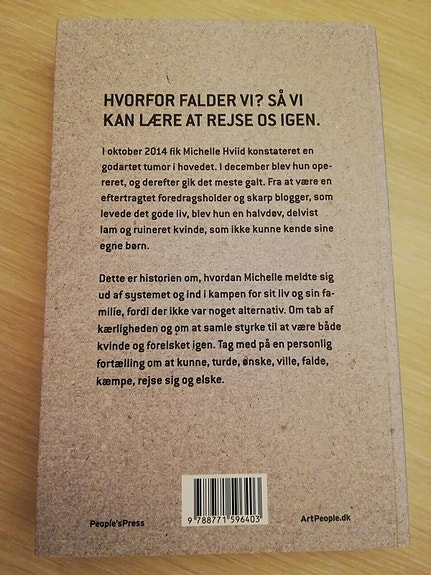 HVORFOR FALDER VI? SÅ VI
KAN LÆRE AT REJSE OS IGEN.
I oktober 2014 fik Michelle Hviid konstateret en
godartet tumor i hovedet. I december blev hun ope-
reret, og derefter gik det meste galt. Fra at være en
eftertragtet foredragsholder og skarp blogger, som
levede det gode liv, blev hun en halvdøv, delvist
lam og ruineret kvinde, som ikke kunne kende sine
egne børn.
Dette er historien om, hvordan Michelle meldte sig
ud af systemet og ind i kampen for sit liv og sin fa-
milie, fordi der ikke var noget alternativ. Om tab af
kærligheden og om at samle styrke til at være både
kvinde og forelsket igen. Tag med på en personlig
fortælling om at kunne, turde, ønske, ville, falde,
kæmpe, rejse sig og elske.
People'sPress
9 788771 596403
ArtPeople.dk